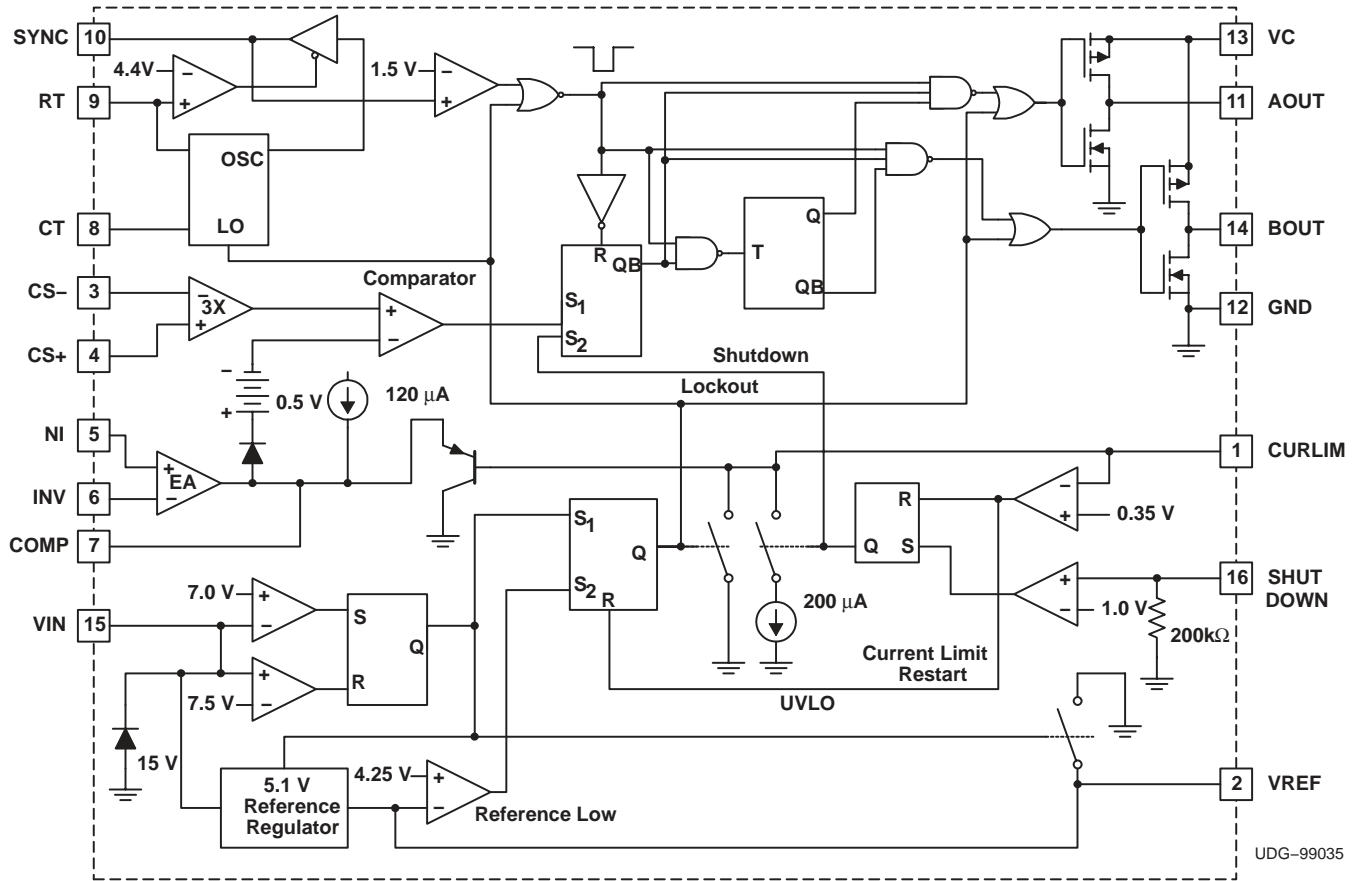 SYNC 10
4.4V
1.5 V
13 VC
RT 9
11 AOUT
OSC
LO
CT 8
Q
14 BOUT
R
QB
T
QB
CS– 3
Comparator
3X
S1
S2
12 GND
CS+ 4
Shutdown
Lockout
0.5 V
120 µA
NI 5
EA
1 CURLIM
INV 6
S1
R
0.35 V
COMP 7
Q
Q
S
S2
R
7.0 V
S
200 µA
1.0 V
16 SHUT
DOWN
VIN 15
Q
200kΩ
R
7.5 V
Current Limit
Restart
UVLO
15 V
5.1 V
Reference
Regulator
4.25 V
Reference Low
2 VREF
UDG–99035